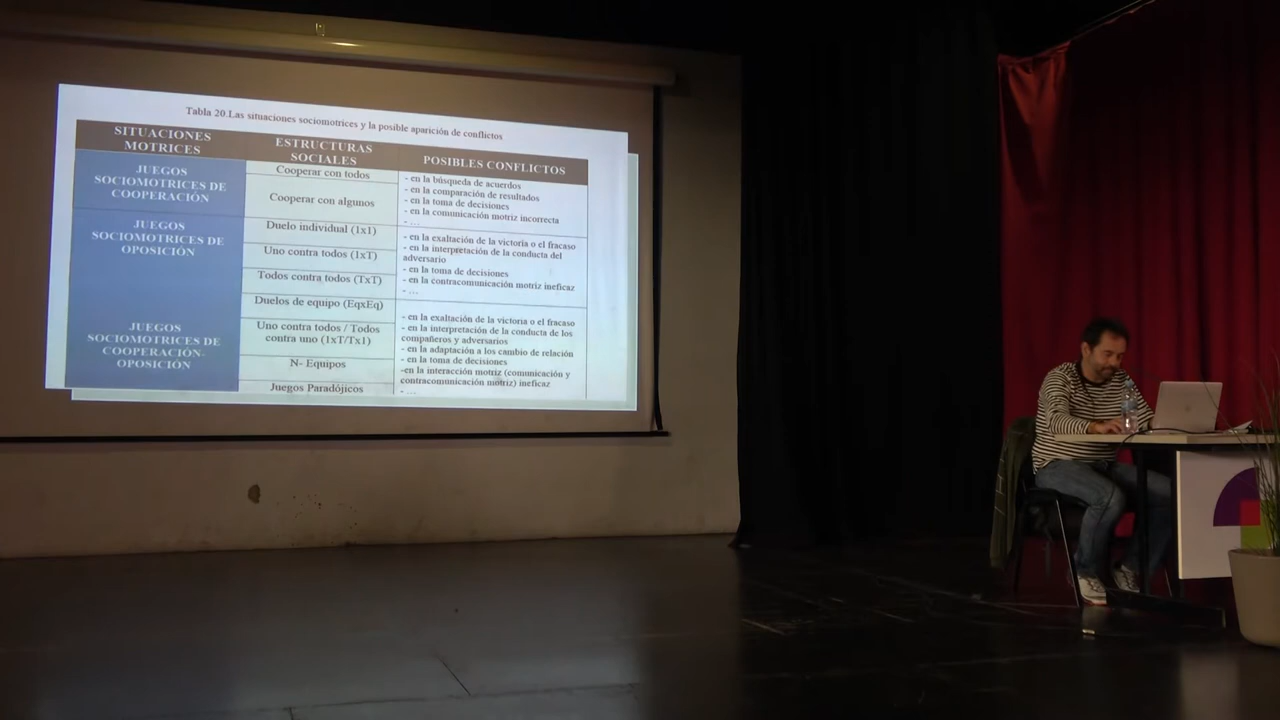 Tabla 20.Las situaciones sociomotrices y la posible aparición de conflictos
SITUACIONES
MOTRICES
ESTRUCTURAS
SOCIALES
POSIBLES CONFLICTOS
JUEGOS
SOCIOMOTRICES DE
COOPERACIÓN
Cooperar con todos
Cooperar con algunos
- en la búsqueda de acuerdos
- en la comparación de resultados
- en la toma de decisiones
- en la comunicación motriz incorrecta
- ...
JUEGOS
SOCIOMOTRICES DE
OPOSICIÓN
Duelo individual (1x1)
Uno contra todos (1xT)
Todos contra todos (TxT)
- en la exaltación de la victoria o el fracaso
- en la interpretación de la conducta del
adversario
- en la toma de decisiones
- en la contracomunicación motriz ineficaz
- ...
JUEGOS
SOCIOMOTRICES DE
COOPERACIÓN-
OPOSICIÓN
Duelos de equipo (EqxEq)
Uno contra todos / Todos
contra uno (1xT/Tx1)
N- Equipos
Juegos Paradójicos
- en la exaltación de la victoria o el fracaso
- en la interpretación de la conducta de los
compañeros y adversarios
- en la adaptación a los cambio de relación
- en la toma de decisiones
-en la interacción motriz (comunicación y
contracomunicación motriz) ineficaz
- ...